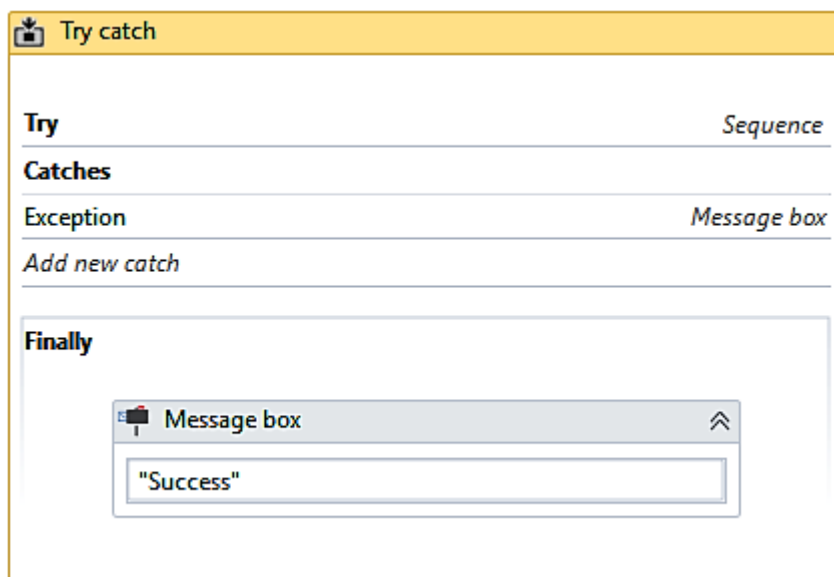 Try catch
Try Sequence
Catches
Exception Message box
Add new catch
Finally
Message box
"Success"